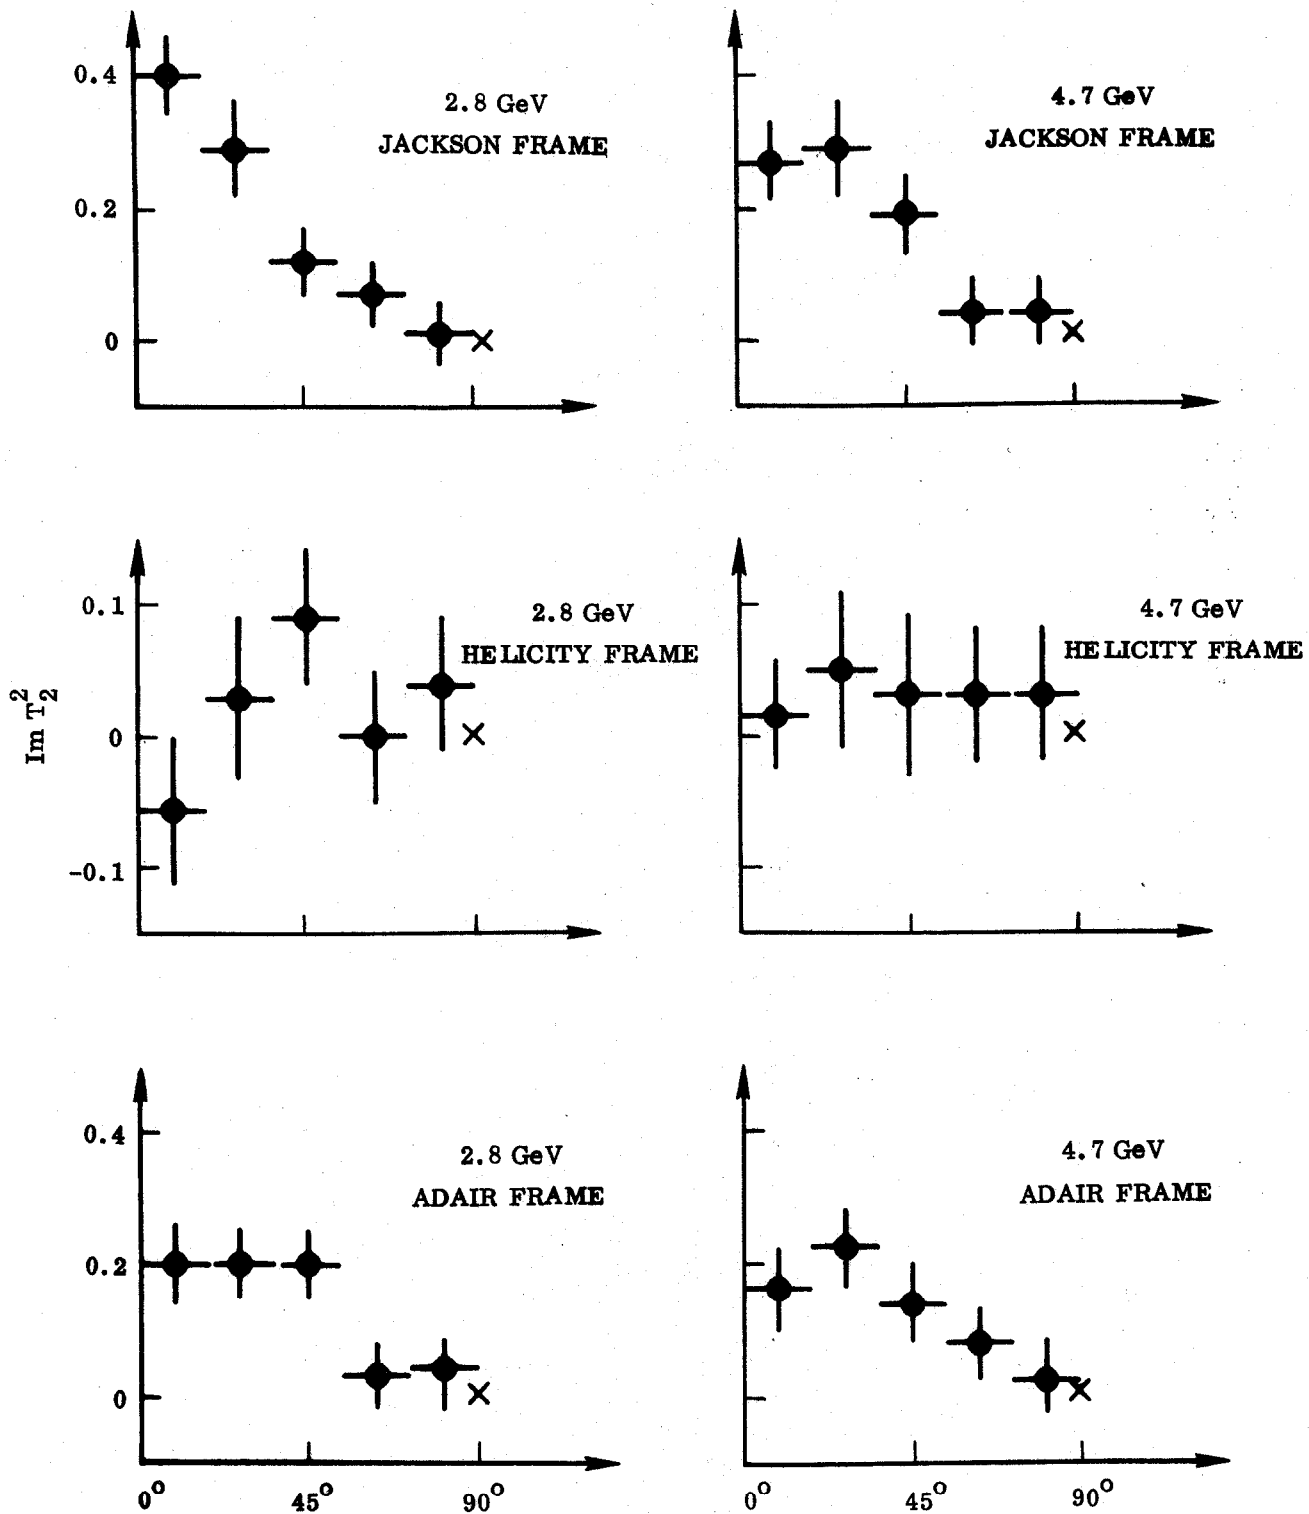 0.4
2.8 GeV
JACKSON FRAME
0.2
0
4.7 GeV
JACKSON FRAME
Im T₂²
0.1
2.8 GeV
HELICITY FRAME
0
-0.1
4.7 GeV
HELICITY FRAME
0.4
2.8 GeV
ADAIR FRAME
0.2
0
0° 45° 90°
4.7 GeV
ADAIR FRAME
0° 45° 90°